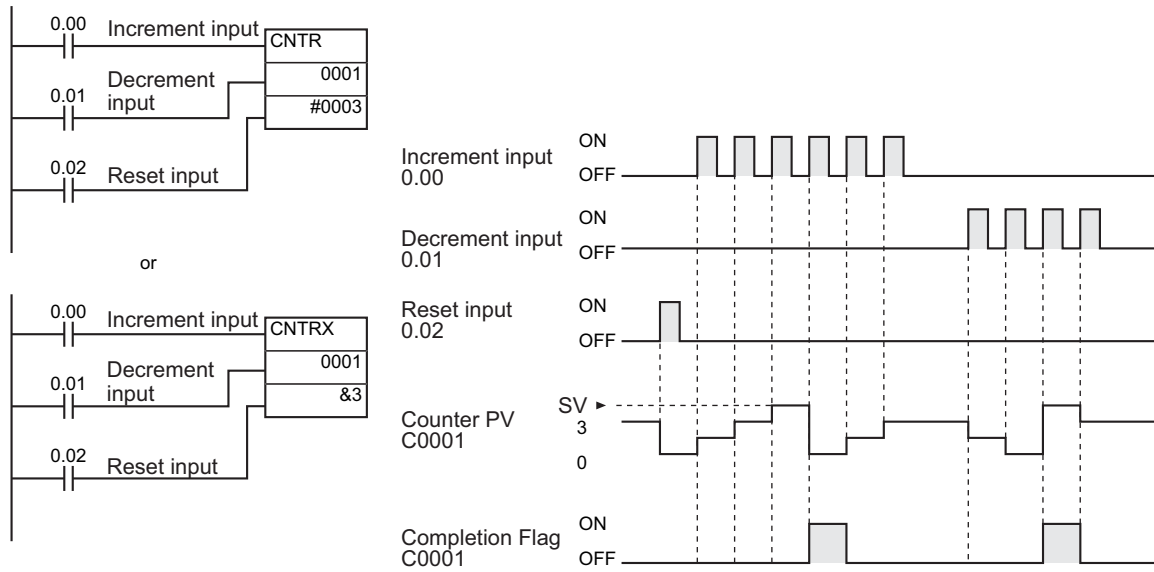 0.00 Increment input CNTR
0001
Decrement
0.01 input
#0003
0.02 Reset input
or
0.00 Increment input CNTRX
0001
Decrement
0.01 input
&3
0.02 Reset input
Increment input ON
0.00 OFF
Decrement input ON
0.01 OFF
Reset input ON
0.02 OFF
SV ►
Counter PV 3
C0001
0
Completion Flag ON
C0001 OFF